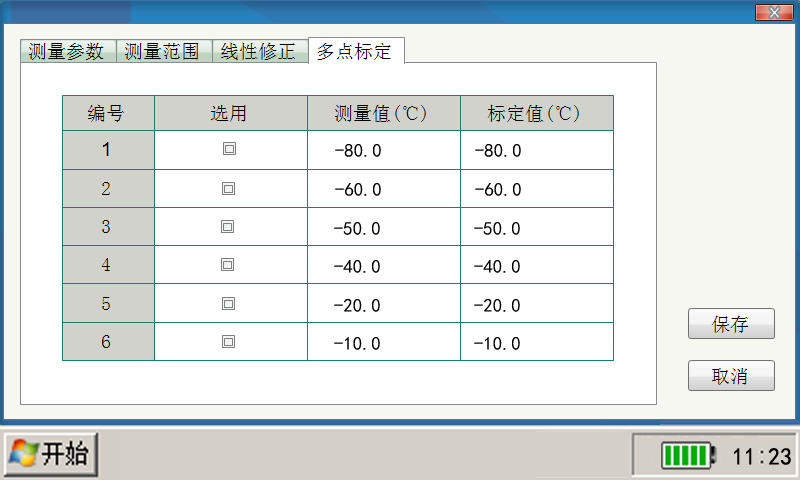 测量参数 测量范围 线性修正 多点标定
编号 选用 测量值(℃) 标定值(℃)
1 -80.0 -80.0
2 -60.0 -60.0
3 -50.0 -50.0
4 -40.0 -40.0
5 -20.0 -20.0
6 -10.0 -10.0
保存
取消
开始 11:23